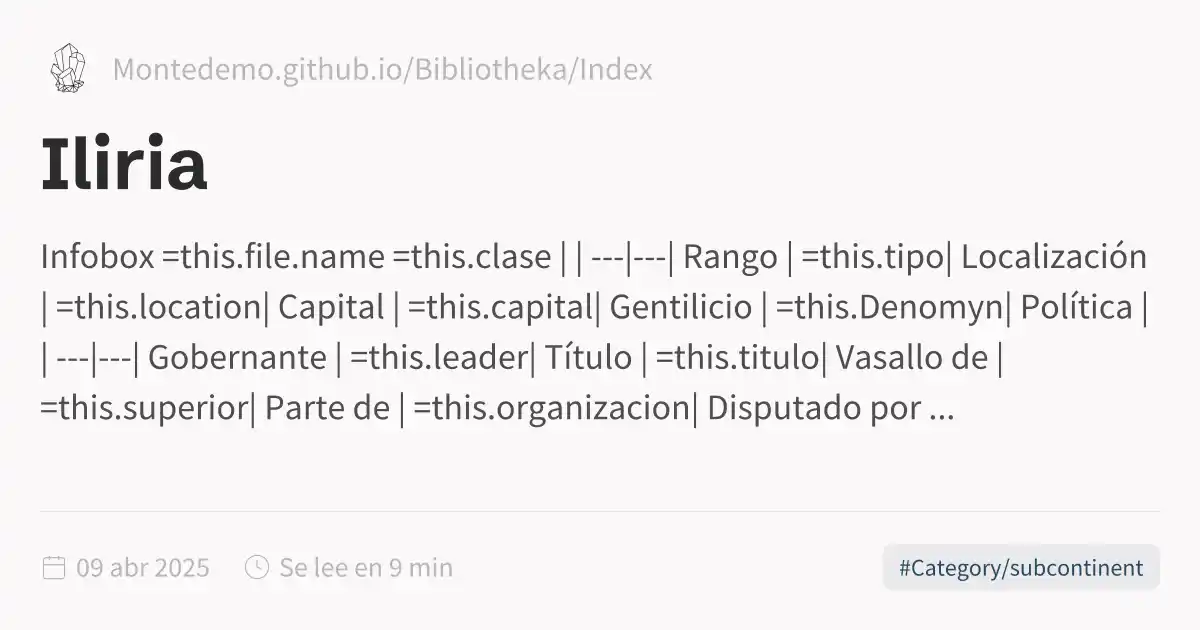 Montedemo.github.io/Bibliotheka/Index
Iliria
Infobox =this.file.name =this.clase | | ---|---| Rango | =this.tipo| Localización
| =this.location| Capital | =this.capital| Gentilicio | =this.Denomyn| Política |
| ---|---| Gobernante | =this.leader| Título | =this.titulo| Vasallo de |
=this.superior| Parte de | =this.organizacion| Disputado por ...
09 abr 2025 Se lee en 9 min #Category/subcontinent